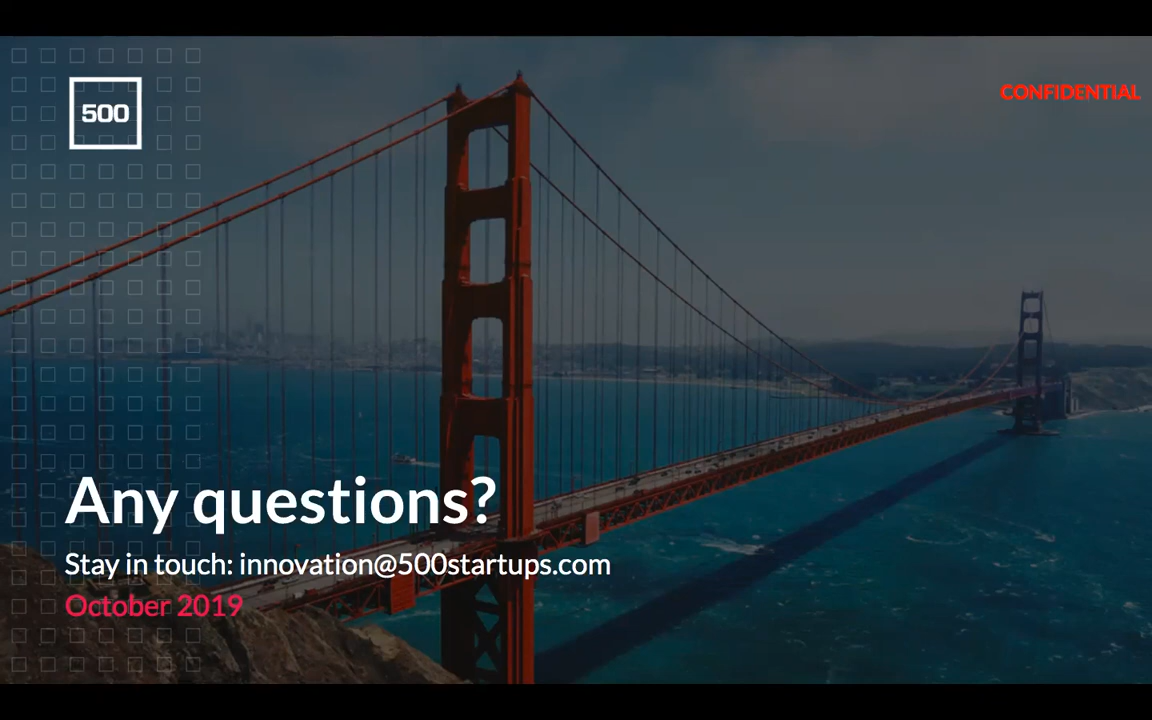 500
CONFIDENTIAL
Any questions?
Stay in touch: innovation@500startups.com
October 2019